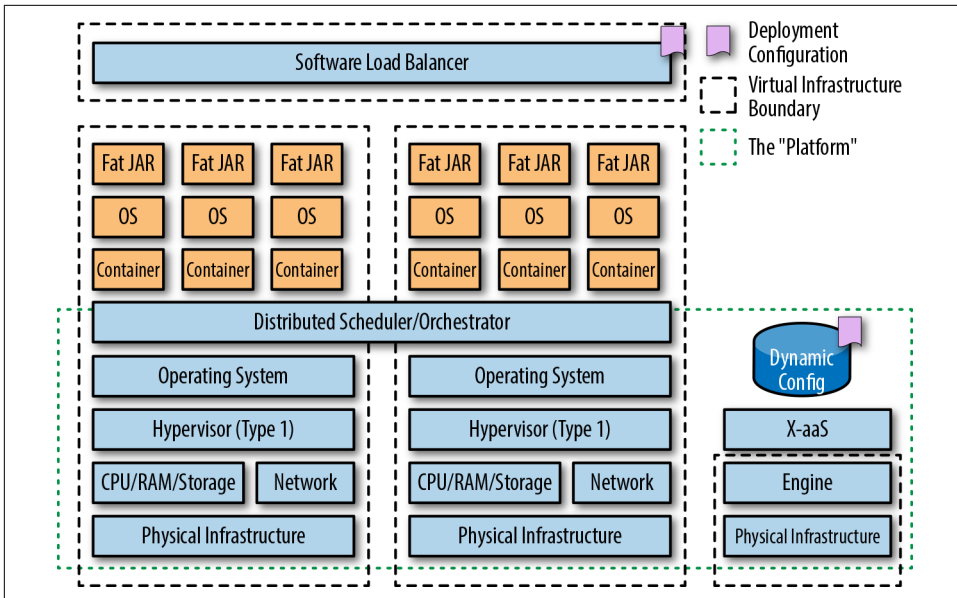 Software Load Balancer
Deployment
Configuration
Virtual Infrastructure
Boundary
The "Platform"
Fat JAR Fat JAR Fat JAR
OS OS OS
Container Container Container
Fat JAR Fat JAR Fat JAR
OS OS OS
Container Container Container
Distributed Scheduler/Orchestrator
Operating System
Hypervisor (Type 1)
CPU/RAM/Storage Network
Physical Infrastructure
Operating System
Hypervisor (Type 1)
CPU/RAM/Storage Network
Physical Infrastructure
Dynamic
Config
X-aaS
Engine
Physical Infrastructure